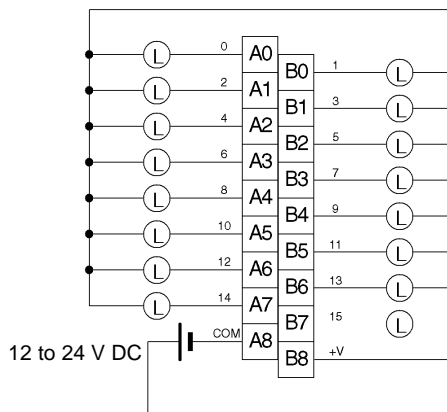 0 L A0
B0 1 L
2 L A1
B1 3 L
4 L A2
B2 5 L
6 L A3
B3 7 L
8 L A4
B4 9 L
10 L A5
B5 11 L
12 L A6
B6 13 L
14 L A7
B7 15 L
12 to 24 V DC COM A8
B8 +V